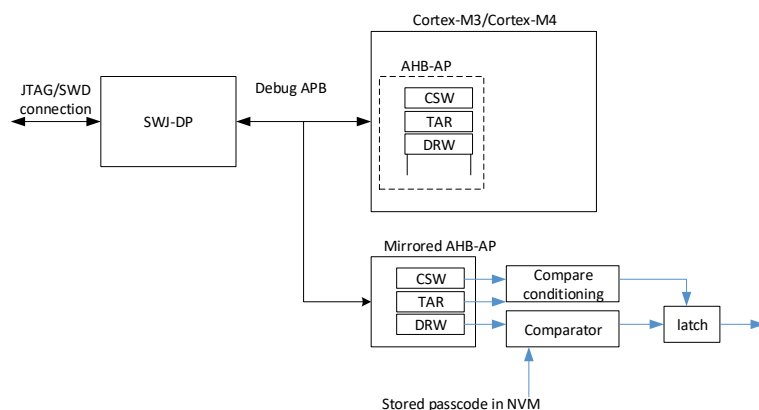 Cortex-M3/Cortex-M4
AHB-AP
CSW
TAR
DRW
JTAG/SWD
connection
SWJ-DP
Debug APB
Mirrored AHB-AP
CSW
TAR
DRW
Compare
conditioning
Comparator
latch
Stored passcode in NVM